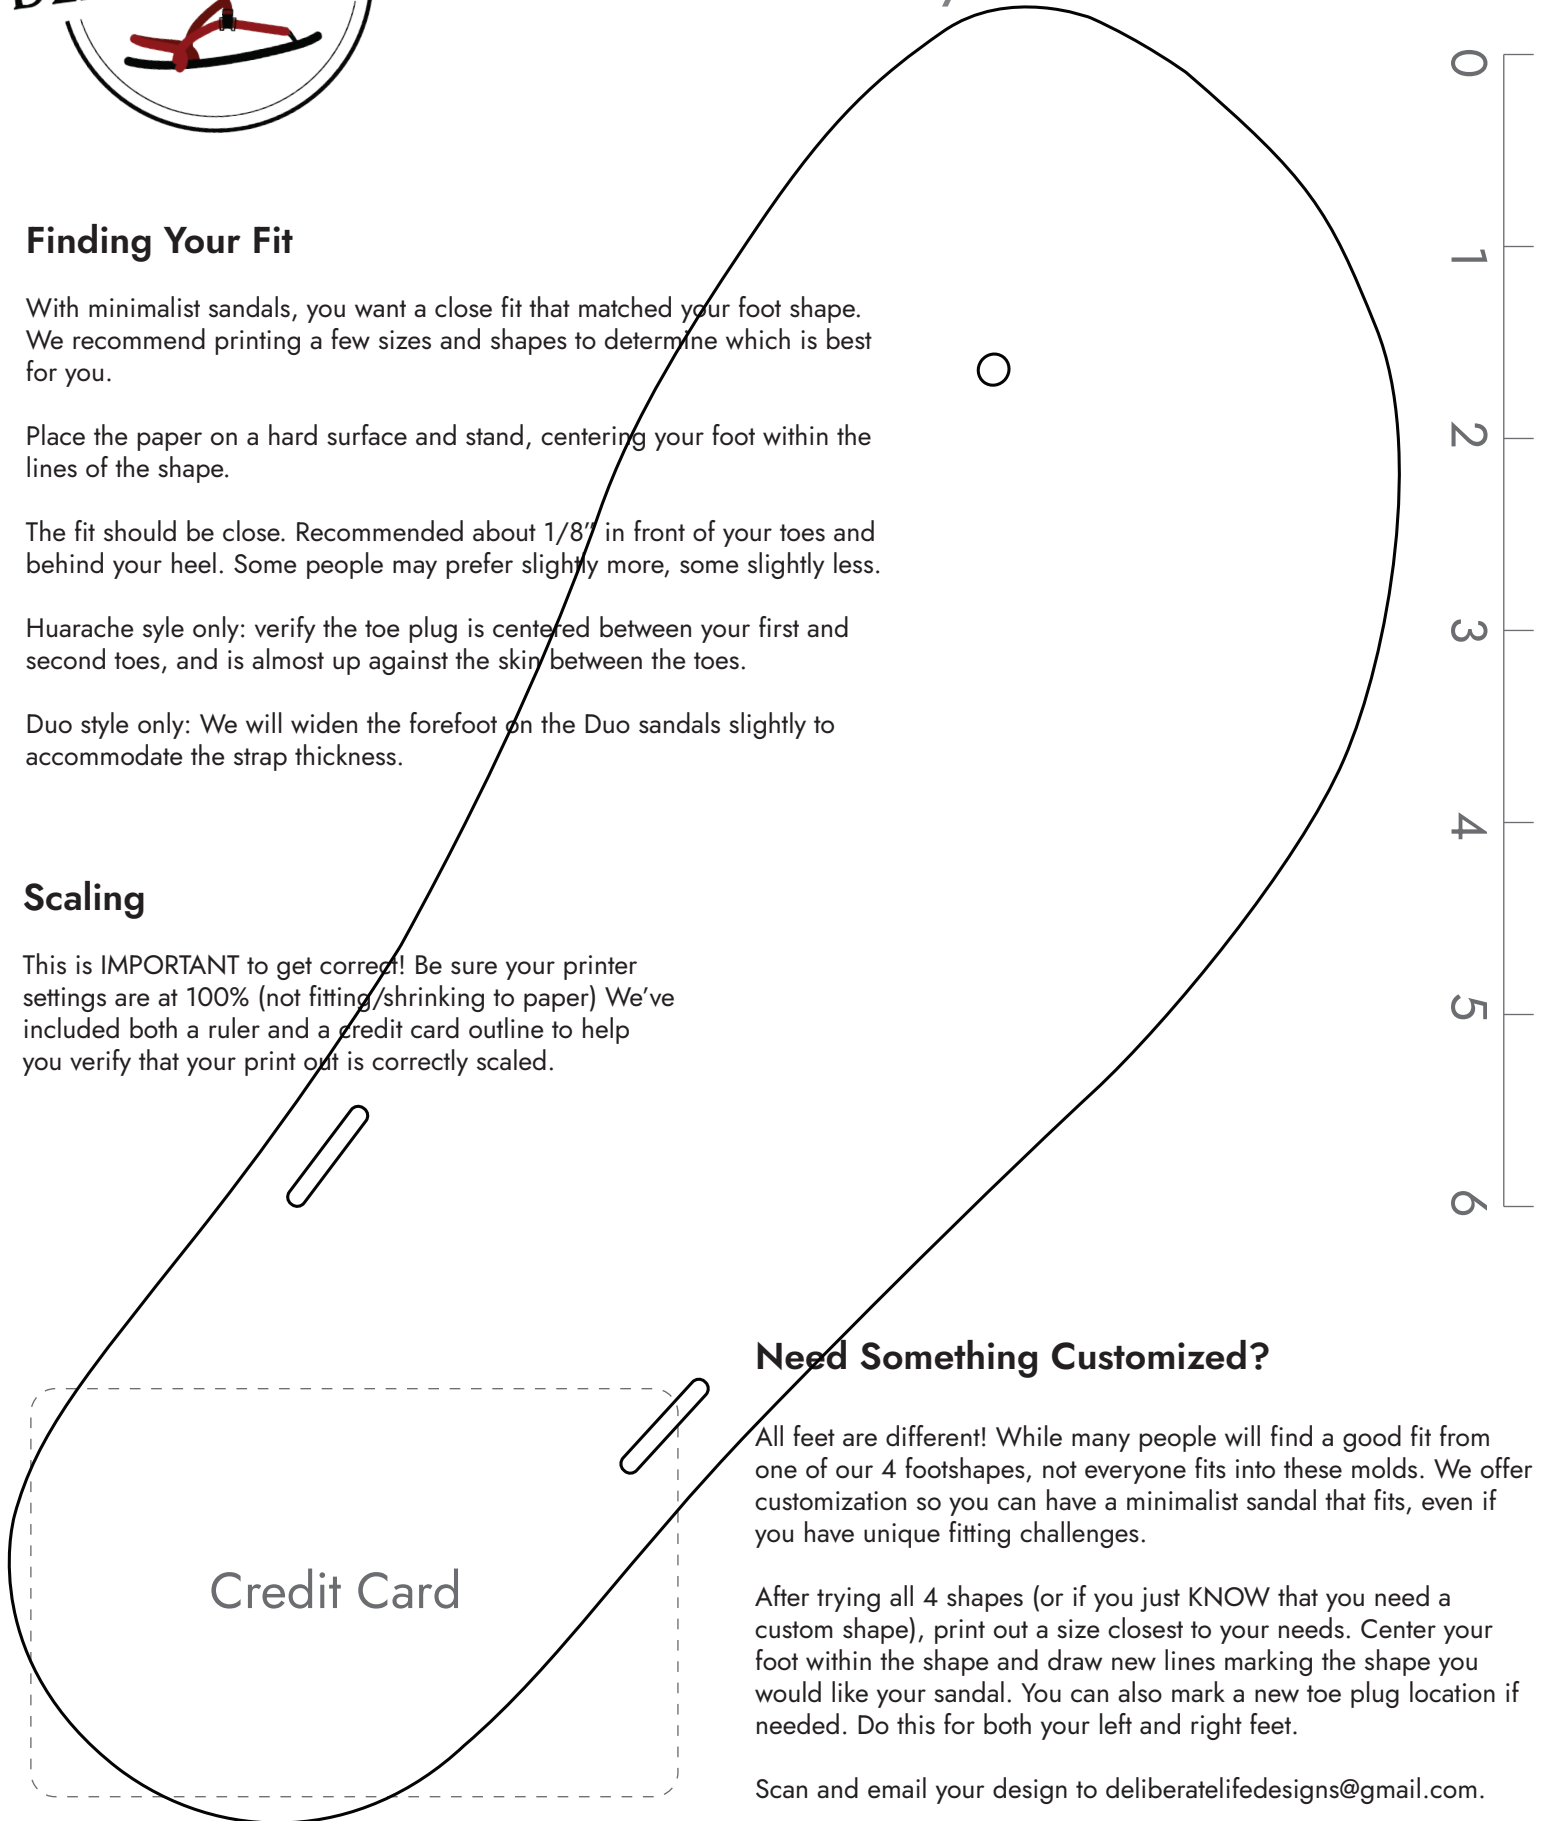 Finding Your Fit
With minimalist sandals, you want a close fit that matched your foot shape.
We recommend printing a few sizes and shapes to determine which is best
for you.
Place the paper on a hard surface and stand, centering your foot within the
lines of the shape.
The fit should be close. Recommended about 1/8” in front of your toes and
behind your heel. Some people may prefer slightly more, some slightly less.
Huarache syle only: verify the toe plug is centered between your first and
second toes, and is almost up against the skin between the toes.
Duo style only: We will widen the forefoot on the Duo sandals slightly to
accommodate the strap thickness.
Scaling
This is IMPORTANT to get correct! Be sure your printer
settings are at 100% (not fitting/shrinking to paper) We’ve
included both a ruler and a credit card outline to help
you verify that your print out is correctly scaled.
0
1
2
3
4
5
6
Credit Card
Need Something Customized?
All feet are different! While many people will find a good fit from
one of our 4 footshapes, not everyone fits into these molds. We offer
customization so you can have a minimalist sandal that fits, even if
you have unique fitting challenges.
After trying all 4 shapes (or if you just KNOW that you need a
custom shape), print out a size closest to your needs. Center your
foot within the shape and draw new lines marking the shape you
would like your sandal. You can also mark a new toe plug location if
needed. Do this for both your left and right feet.
Scan and email your design to deliberatelifedesigns@gmail.com.